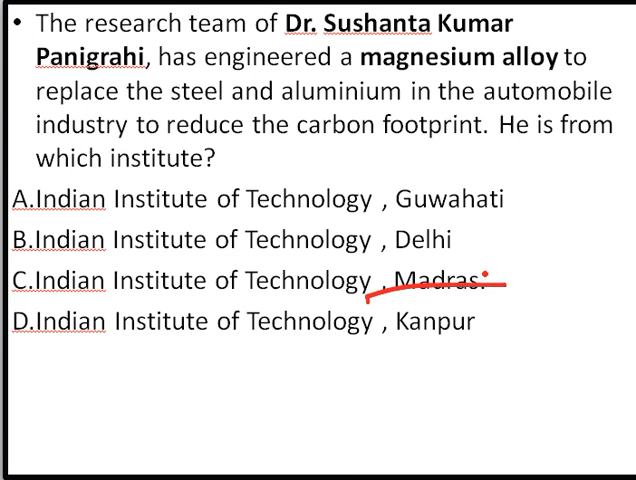 • The research team of Dr. Sushanta Kumar
Panigrahi, has engineered a magnesium alloy to
replace the steel and aluminium in the automobile
industry to reduce the carbon footprint. He is from
which institute?
A.Indian Institute of Technology , Guwahati
B.Indian Institute of Technology , Delhi
C.Indian Institute of Technology , Madras.
D.Indian Institute of Technology , Kanpur